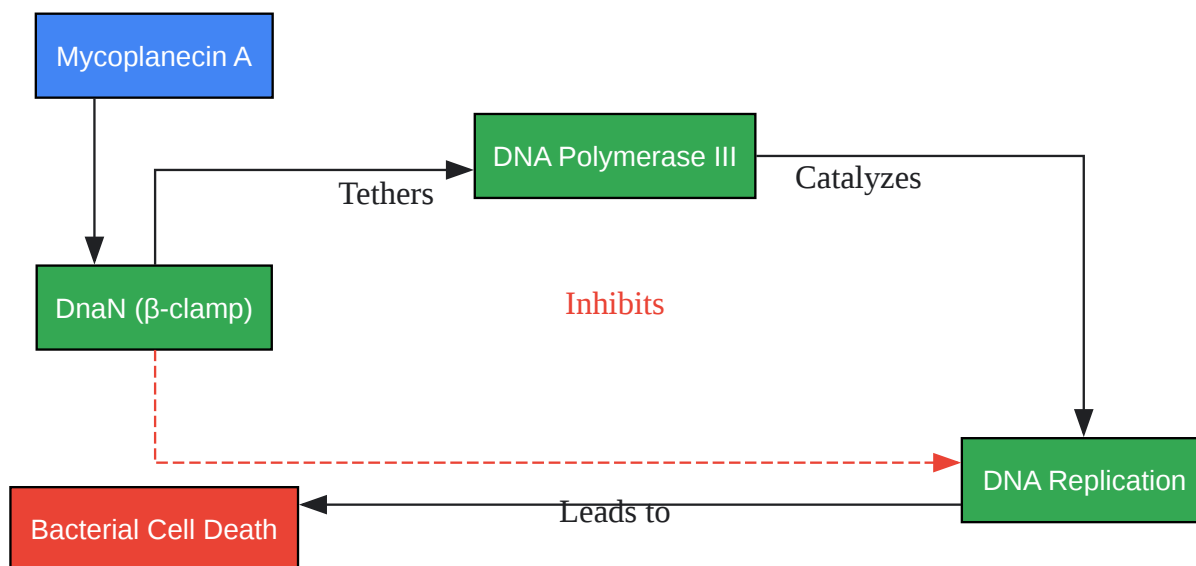 Mycoplanecin A
DNA Polymerase III
Catalyzes
Tethers
DnaN (β-clamp)
Inhibits
DNA Replication
Leads to
Bacterial Cell Death